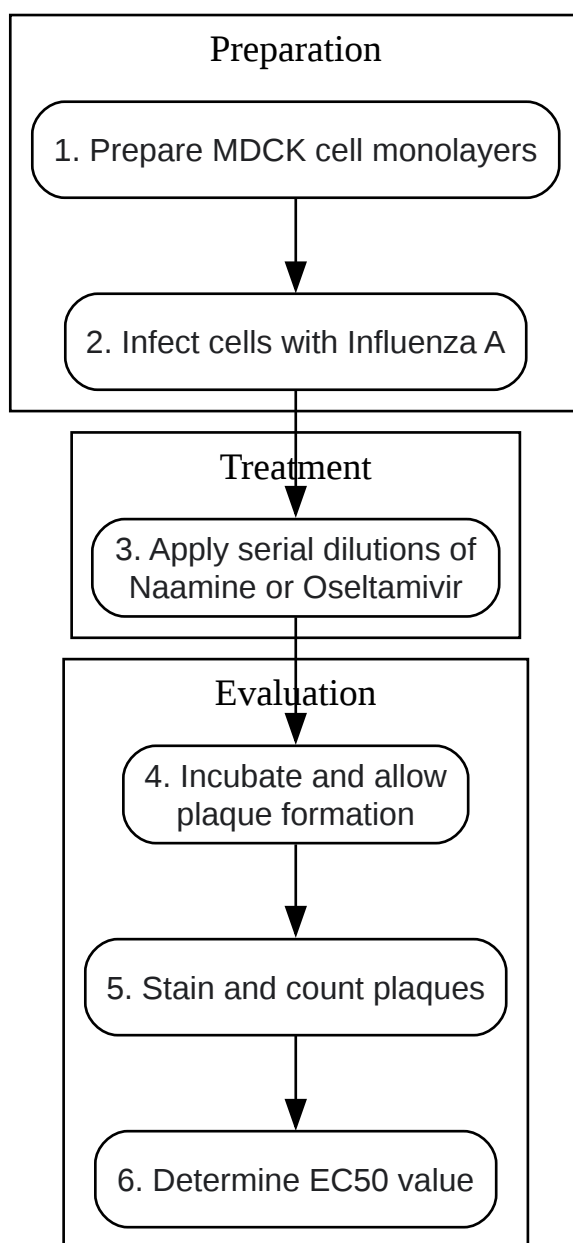 Preparation
1. Prepare MDCK cell monolayers
2. Infect cells with Influenza A
Treatment
3. Apply serial dilutions of
Naamine or Oseltamivir
Evaluation
4. Incubate and allow
plaque formation
5. Stain and count plaques
6. Determine EC50 value